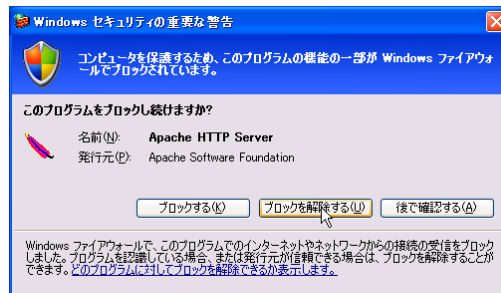 Windows セキュリティの重要な警告
コンピュータを保護するため、このプログラムの機能の一部が Windows ファイアウォ
ールでブロックされています。
このプログラムをブロックし続けますか?
名前(N): Apache HTTP Server
発行元(P): Apache Software Foundation
ブロックする(K) ブロックを解除する(U) 後で確認する(A)
Windows ファイアウォールで、このプログラムでのインターネットやネットワークからの接続の受信をブロック
しました。プログラムを認識している場合、または発行元が信頼できる場合は、ブロックを解除することが
できます。どのプログラムに対してブロックを解除できるか表示します。